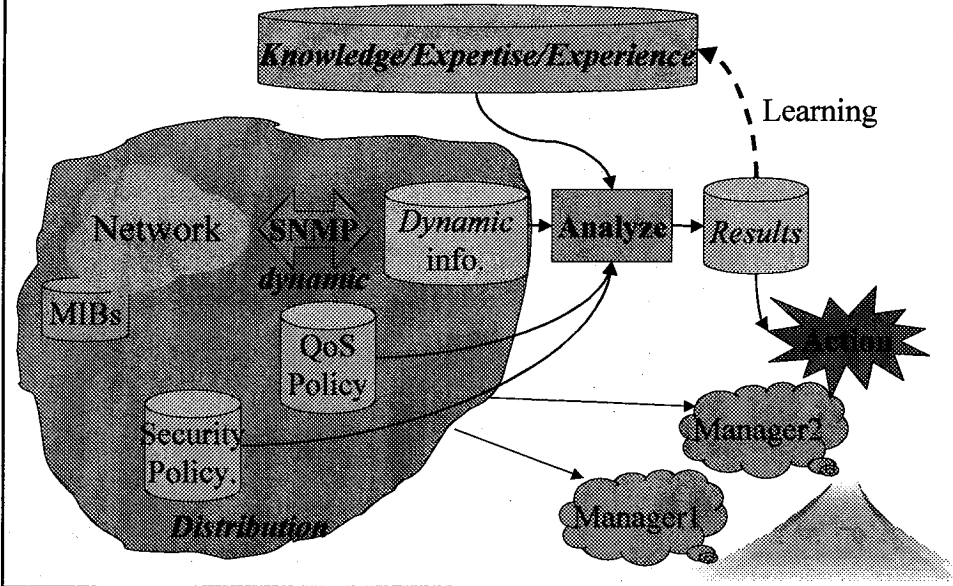 Knowledge/Expertise/Experience
Learning
Network
SNMP
dynamic
Dynamic
info.
Analyze
Results
MIBs
QoS
Policy
Action
Security
Policy.
Manager2
Manager1
Distribution